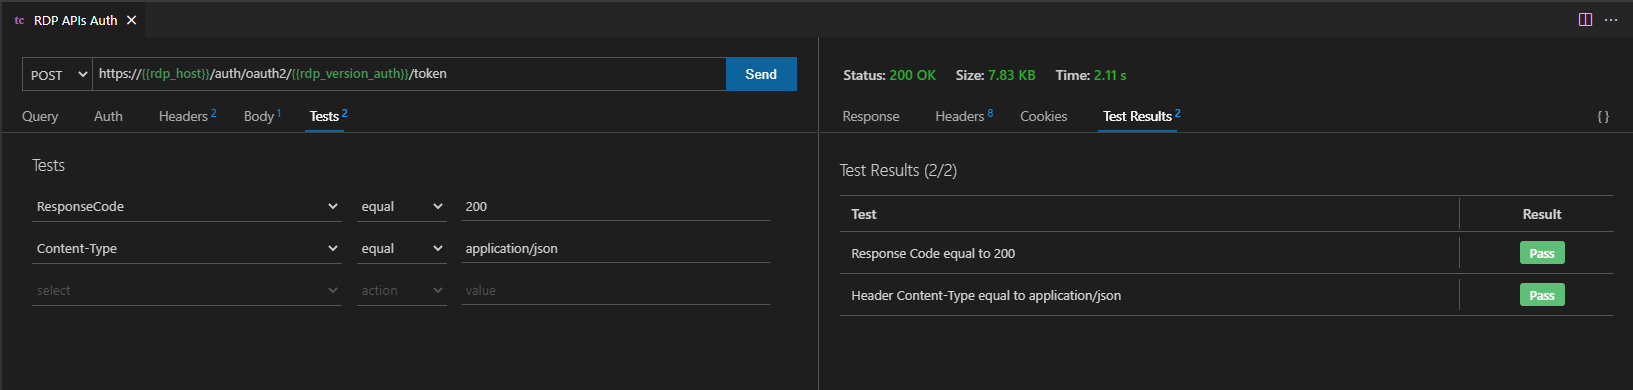 tc RDP APIs Auth
POST https://{{rdp_host}}/auth/oauth2/{{rdp_version_auth}}/token Send
Query Auth Headers 2 Body 1 Tests 2
Tests
ResponseCode equal 200
Content-Type equal application/json
select action value
Status: 200 OK Size: 7.83 KB Time: 2.11 s
Response Headers 8 Cookies Test Results 2 { }
Test Results (2/2)
Test Result
Response Code equal to 200 Pass
Header Content-Type equal to application/json Pass